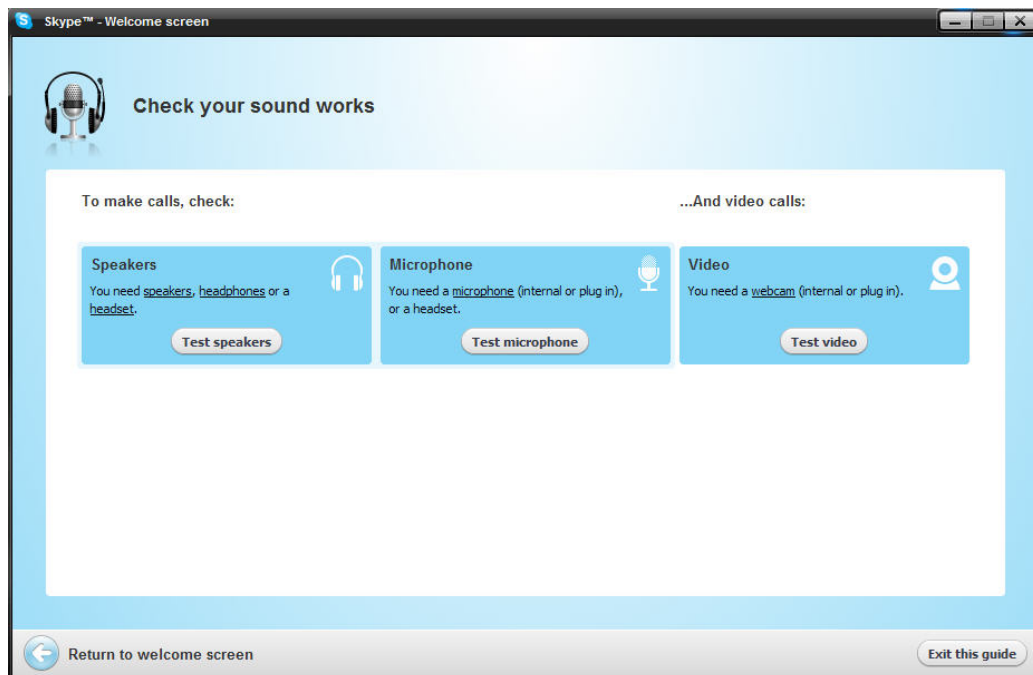 Skype™ - Welcome screen
Check your sound works
To make calls, check:
...And video calls:
Speakers
You need speakers, headphones or a
headset.
Test speakers
Microphone
You need a microphone (internal or plug in),
or a headset.
Test microphone
Video
You need a webcam (internal or plug in).
Test video
Return to welcome screen
Exit this guide